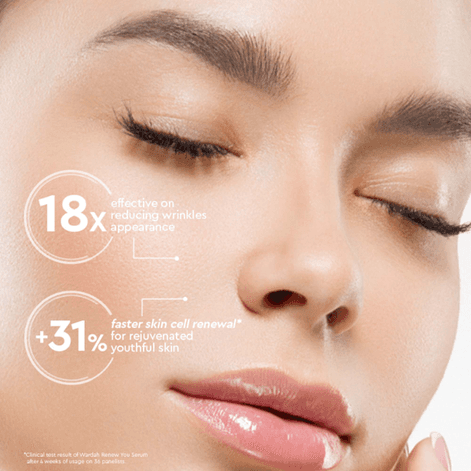 18x
effective on
reducing wrinkles
appearance
+31%
faster skin cell renewal*
for rejuvenated
youthful skin
*Clinical test result of Wardah Renew You Serum
after 4 weeks of usage on 35 panelists